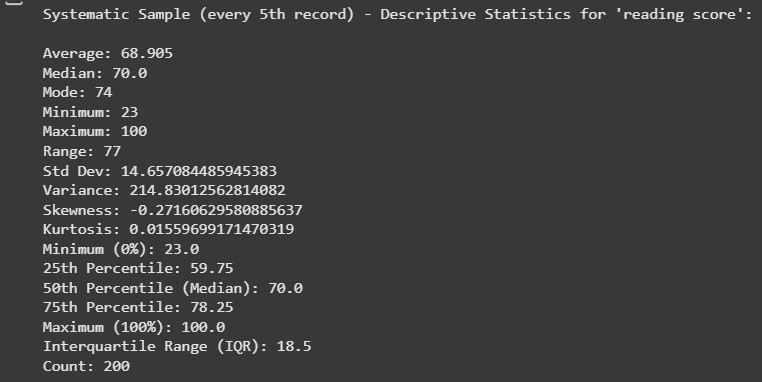 Systematic Sample (every 5th record) - Descriptive Statistics for 'reading score':
Average: 68.905
Median: 70.0
Mode: 74
Minimum: 23
Maximum: 100
Range: 77
Std Dev: 14.657084485945383
Variance: 214.83012562814082
Skewness: -0.27160629580885637
Kurtosis: 0.01559699171470319
Minimum (0%): 23.0
25th Percentile: 59.75
50th Percentile (Median): 70.0
75th Percentile: 78.25
Maximum (100%): 100.0
Interquartile Range (IQR): 18.5
Count: 200